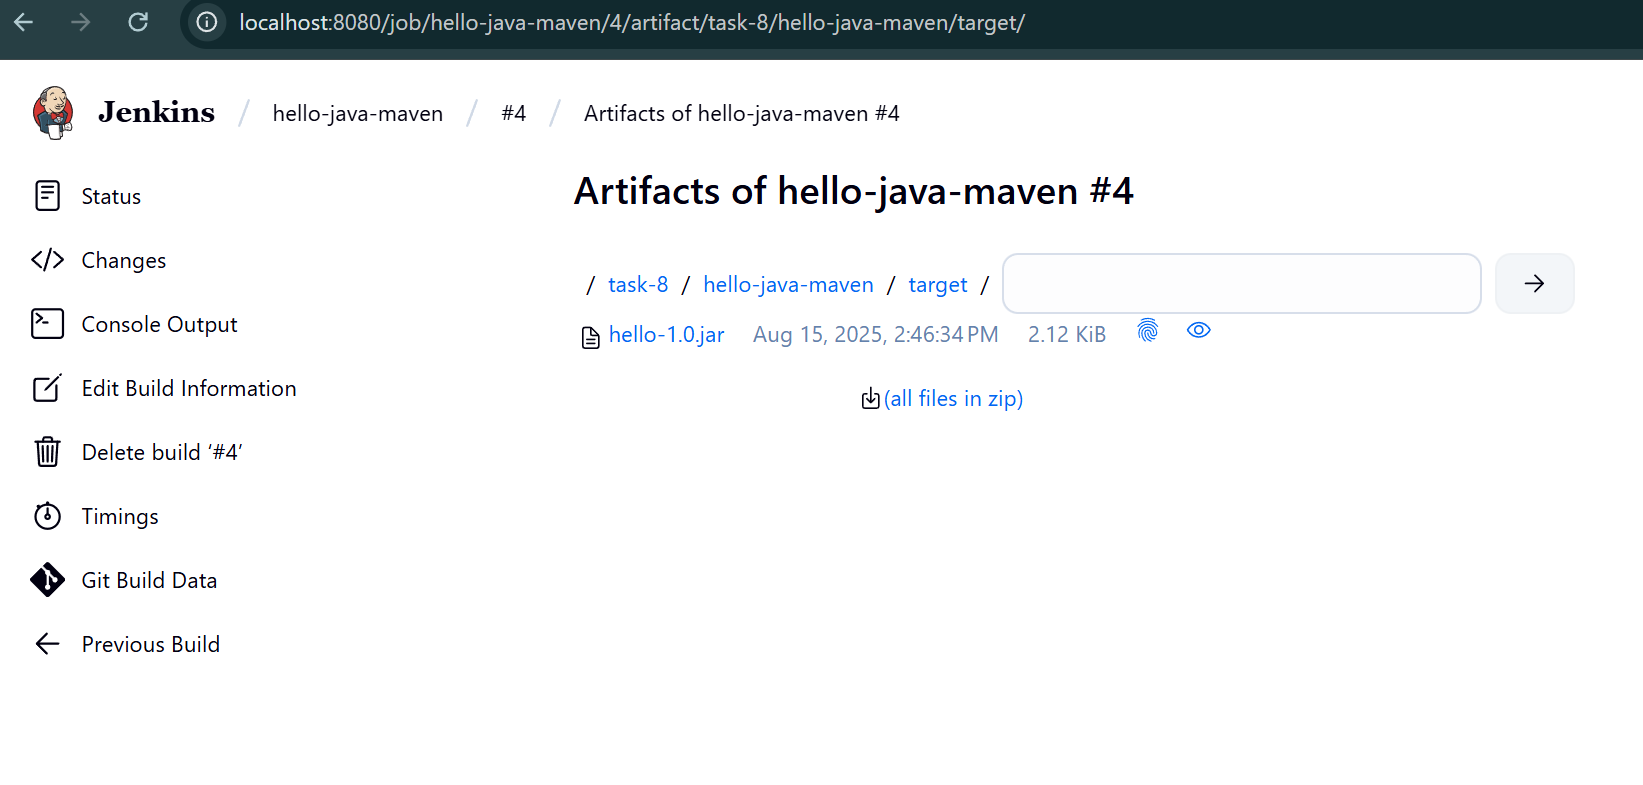 localhost:8080/job/hello-java-maven/4/artifact/task-8/hello-java-maven/target/
Jenkins / hello-java-maven / #4 / Artifacts of hello-java-maven #4
Status
Changes
Console Output
Edit Build Information
Delete build ‘#4’
Timings
Git Build Data
Previous Build
Artifacts of hello-java-maven #4
/ task-8 / hello-java-maven / target /
hello-1.0.jar Aug 15, 2025, 2:46:34 PM 2.12 KiB
(all files in zip)